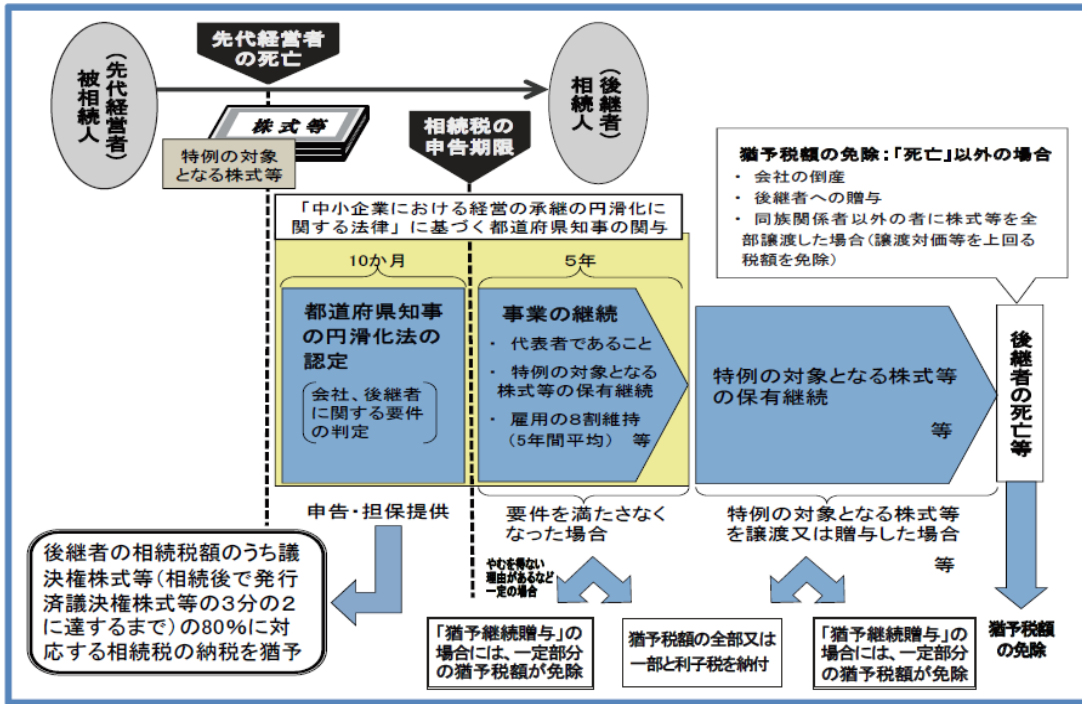 先代経営者
の死亡
被相続人
(先代経営者)
相続人
(後継者)
株式等
特例の対象
となる株式等
相続税の
申告期限
猶予税額の免除：「死亡」以外の場合
・ 会社の倒産
・ 後継者への贈与
・ 同族関係者以外の者に株式等を全
部譲渡した場合(譲渡対価等を上回る
税額を免除)
「中小企業における経営の承継の円滑化に
関する法律」に基づく都道府県知事の関与
10か月
5年
都道府県知事
の円滑化法の
認定
会社、後継者
に関する要件
の判定
事業の継続
・ 代表者であること
・ 特例の対象となる
株式等の保有継続
・ 雇用の8割維持
(5年間平均) 等
特例の対象となる株式等
の保有継続
等
後継者の死亡等
申告・担保提供
要件を満たさなく
なった場合
特例の対象となる株式等
を譲渡又は贈与した場合
等
後継者の相続税額のうち議
決権株式等(相続後で発行
済議決権株式等の3分の2
に達するまで)の80%に対
応する相続税の納税を猶予
やむを得ない
理由があるなど
一定の場合
「猶予継続贈与」の
場合には、一定部分
の猶予税額が免除
猶予税額の全部又は
一部と利子税を納付
「猶予継続贈与」の
場合には、一定部分の
猶予税額が免除
猶予税額
の免除